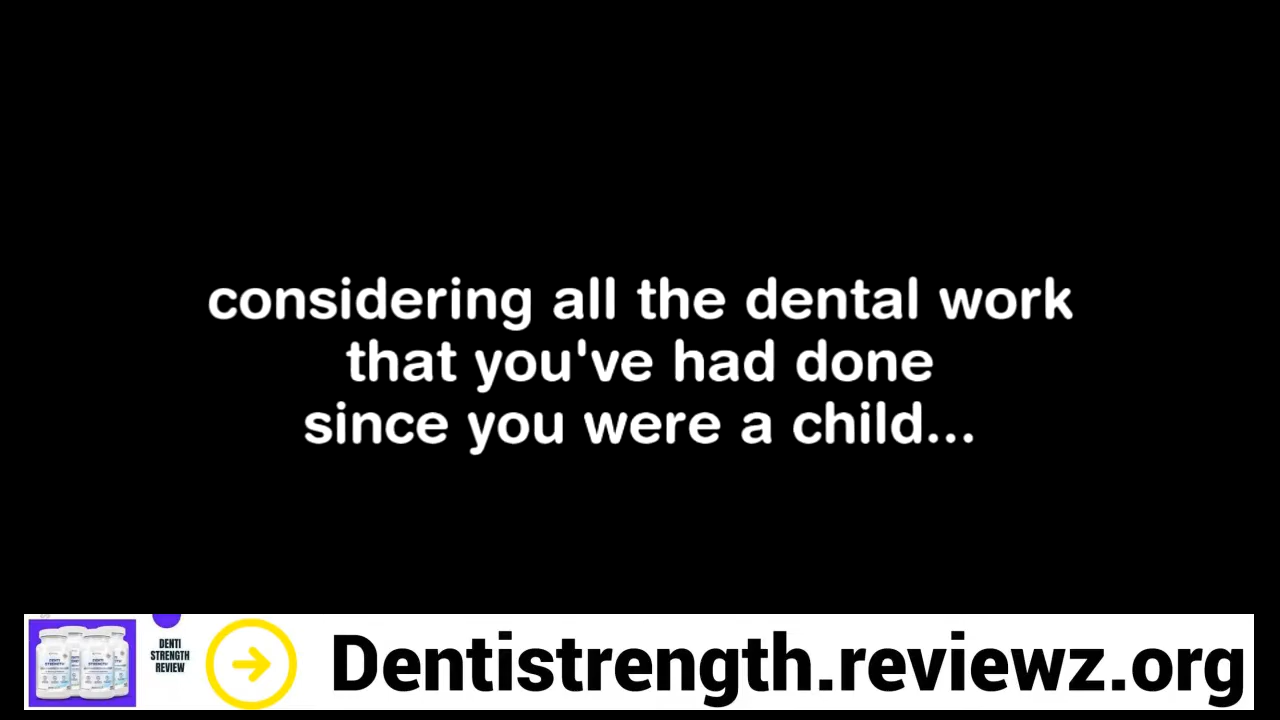 considering all the dental work
that you've had done
since you were a child...
DENTI
STRENGTH
REVIEW
Dentistrength.reviewz.org